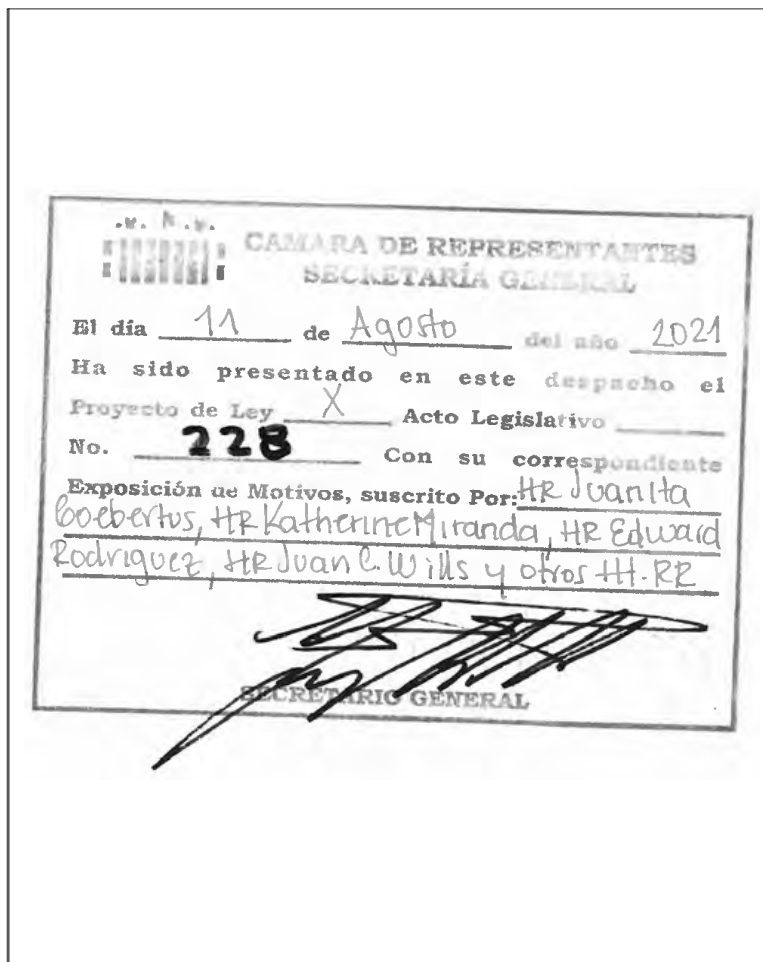 CAMARA DE REPRESENTANTES
SECRETARÍA GENERAL
El día 11 de Agosto del año 2021
Ha sido presentado en este despacho el
Proyecto de Ley X Acto Legislativo
No. 228 Con su correspondiente
Exposición de Motivos, suscrito Por: HR Juanita
Goebertus, HR Katherine Miranda, HR Edward
Rodriguez, HR Juan C. Wills y otros HH.RR
SECRETARIO GENERAL